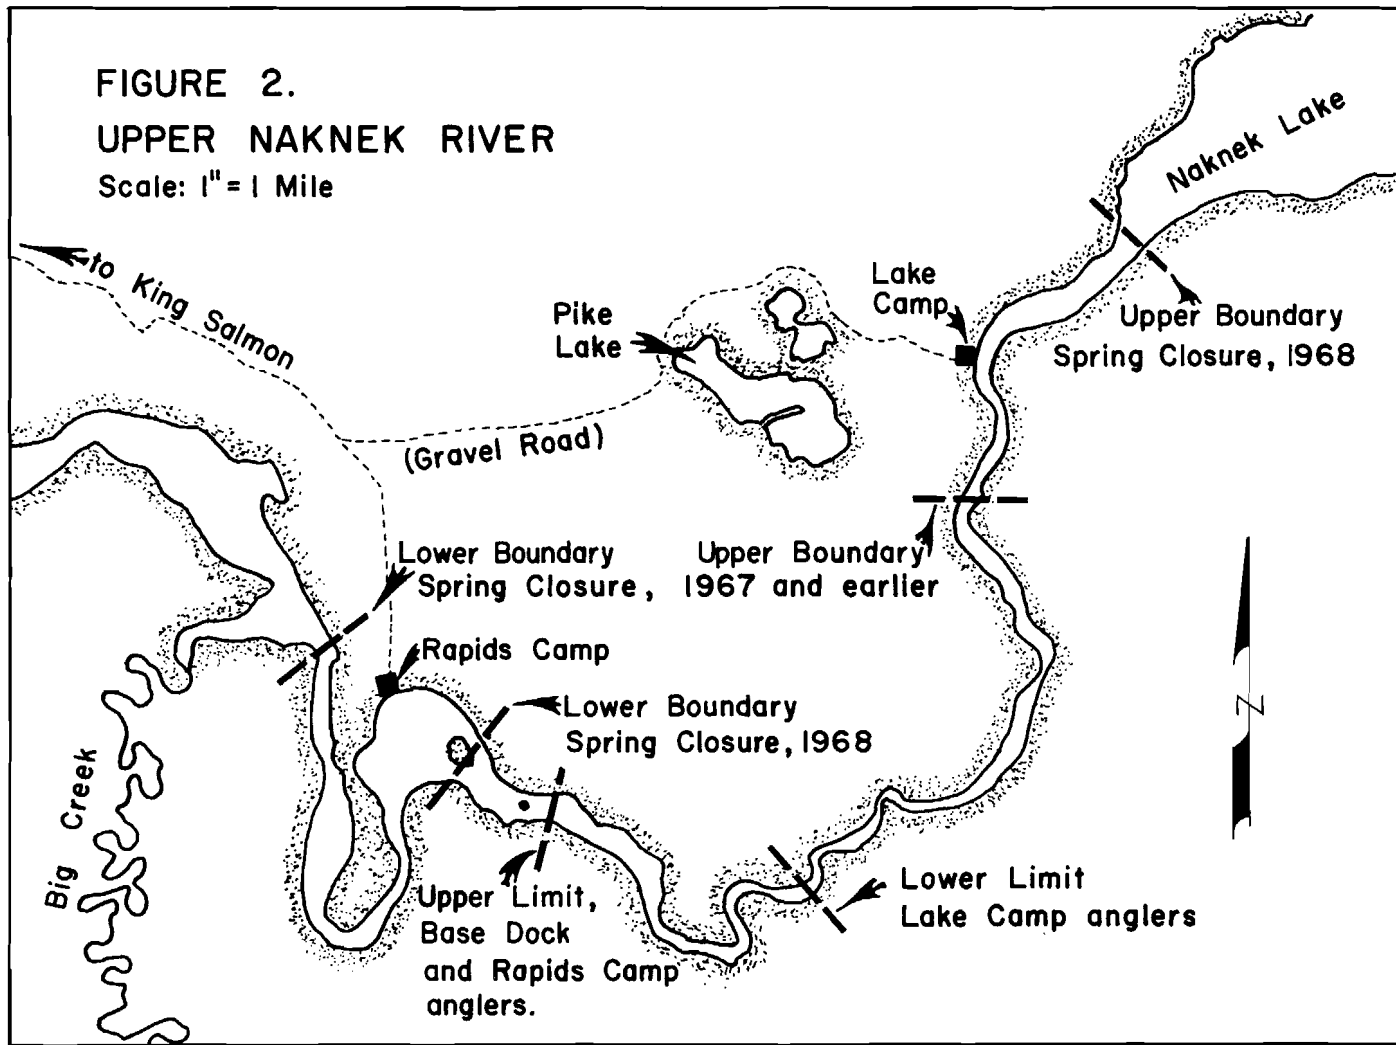 FIGURE 2.
UPPER NAKNEK RIVER
Scale: 1" = 1 Mile
Naknek Lake
to King Salmon
Lake
Camp
Pike
Lake
Upper Boundary
Spring Closure, 1968
(Gravel Road)
Lower Boundary
Spring Closure,
Upper Boundary
1967 and earlier
Rapids Camp
Lower Boundary
Spring Closure, 1968
Z
Big Creek
Upper Limit,
Base Dock
and Rapids Camp
anglers.
Lower Limit
Lake Camp anglers